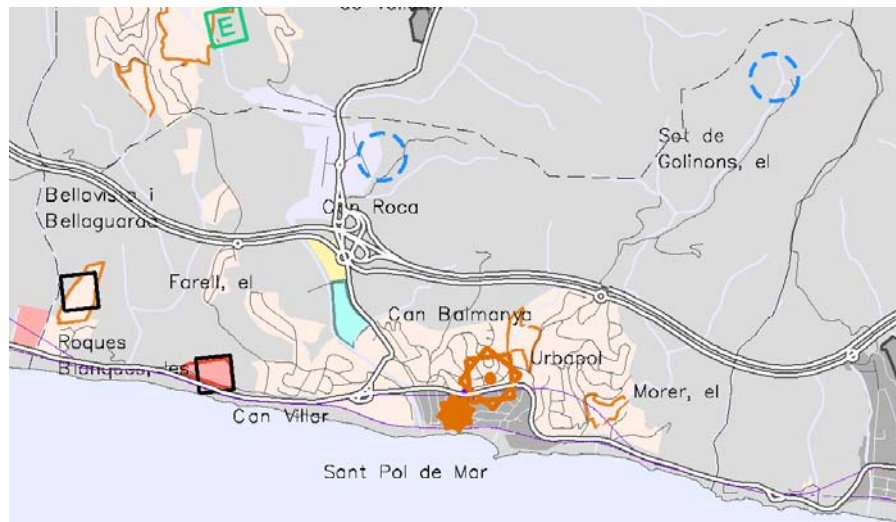 E
Sot de
Golinons, el
Bellavista i
Bellaguarda
Can Roca
Farell, el
Can Balmanya
Roques
Blanques, les
Urbapol
Morer, el
Can Villar
Sant Pol de Mar